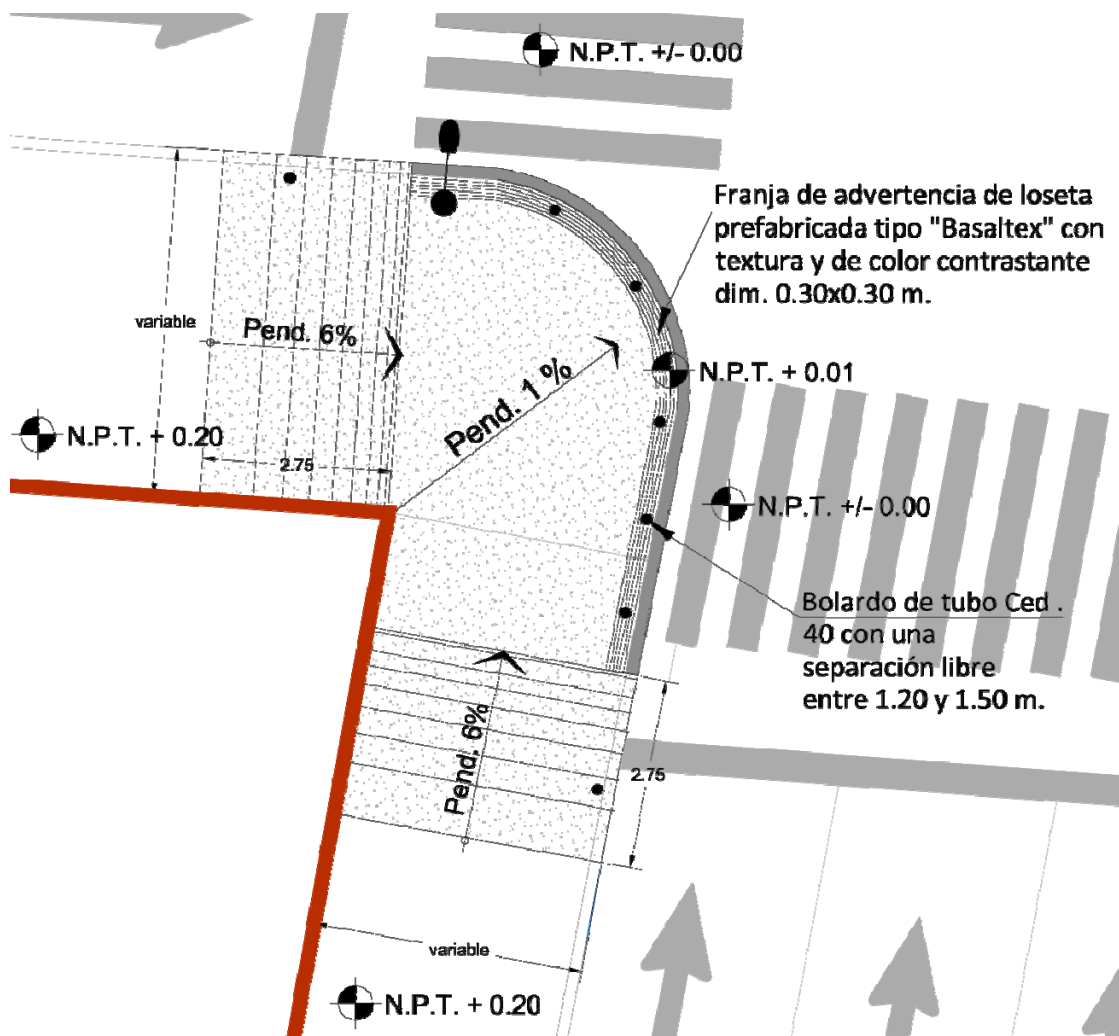 N.P.T. +/- 0.00
Franja de advertencia de loseta
prefabricada tipo "Basaltex" con
textura y de color contrastante
dim. 0.30x0.30 m.
variable
Pend. 6%
Pend. 1 %
N.P.T. + 0.01
N.P.T. + 0.20
2.75
N.P.T. +/- 0.00
Bolardo de tubo Ced .
40 con una
separación libre
entre 1.20 y 1.50 m.
Pend. 6%
2.75
variable
N.P.T. + 0.20